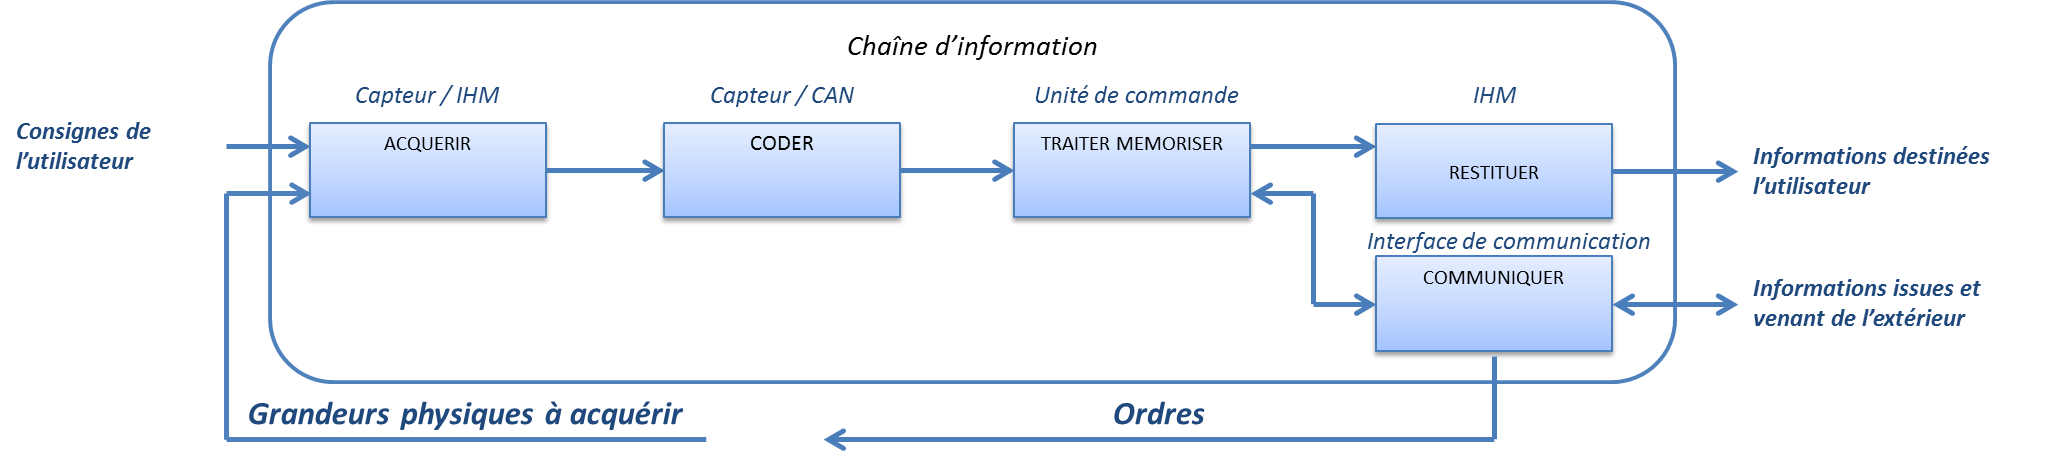 Chaîne d’information
Capteur / IHM
Capteur / CAN
Unité de commande
IHM
Consignes de
l’utilisateur
ACQUERIR
CODER
TRAITER MEMORISER
RESTITUER
Informations destinées
l’utilisateur
Interface de communication
COMMUNIQUER
Informations issues et
venant de l’extérieur
Grandeurs physiques à acquérir
Ordres